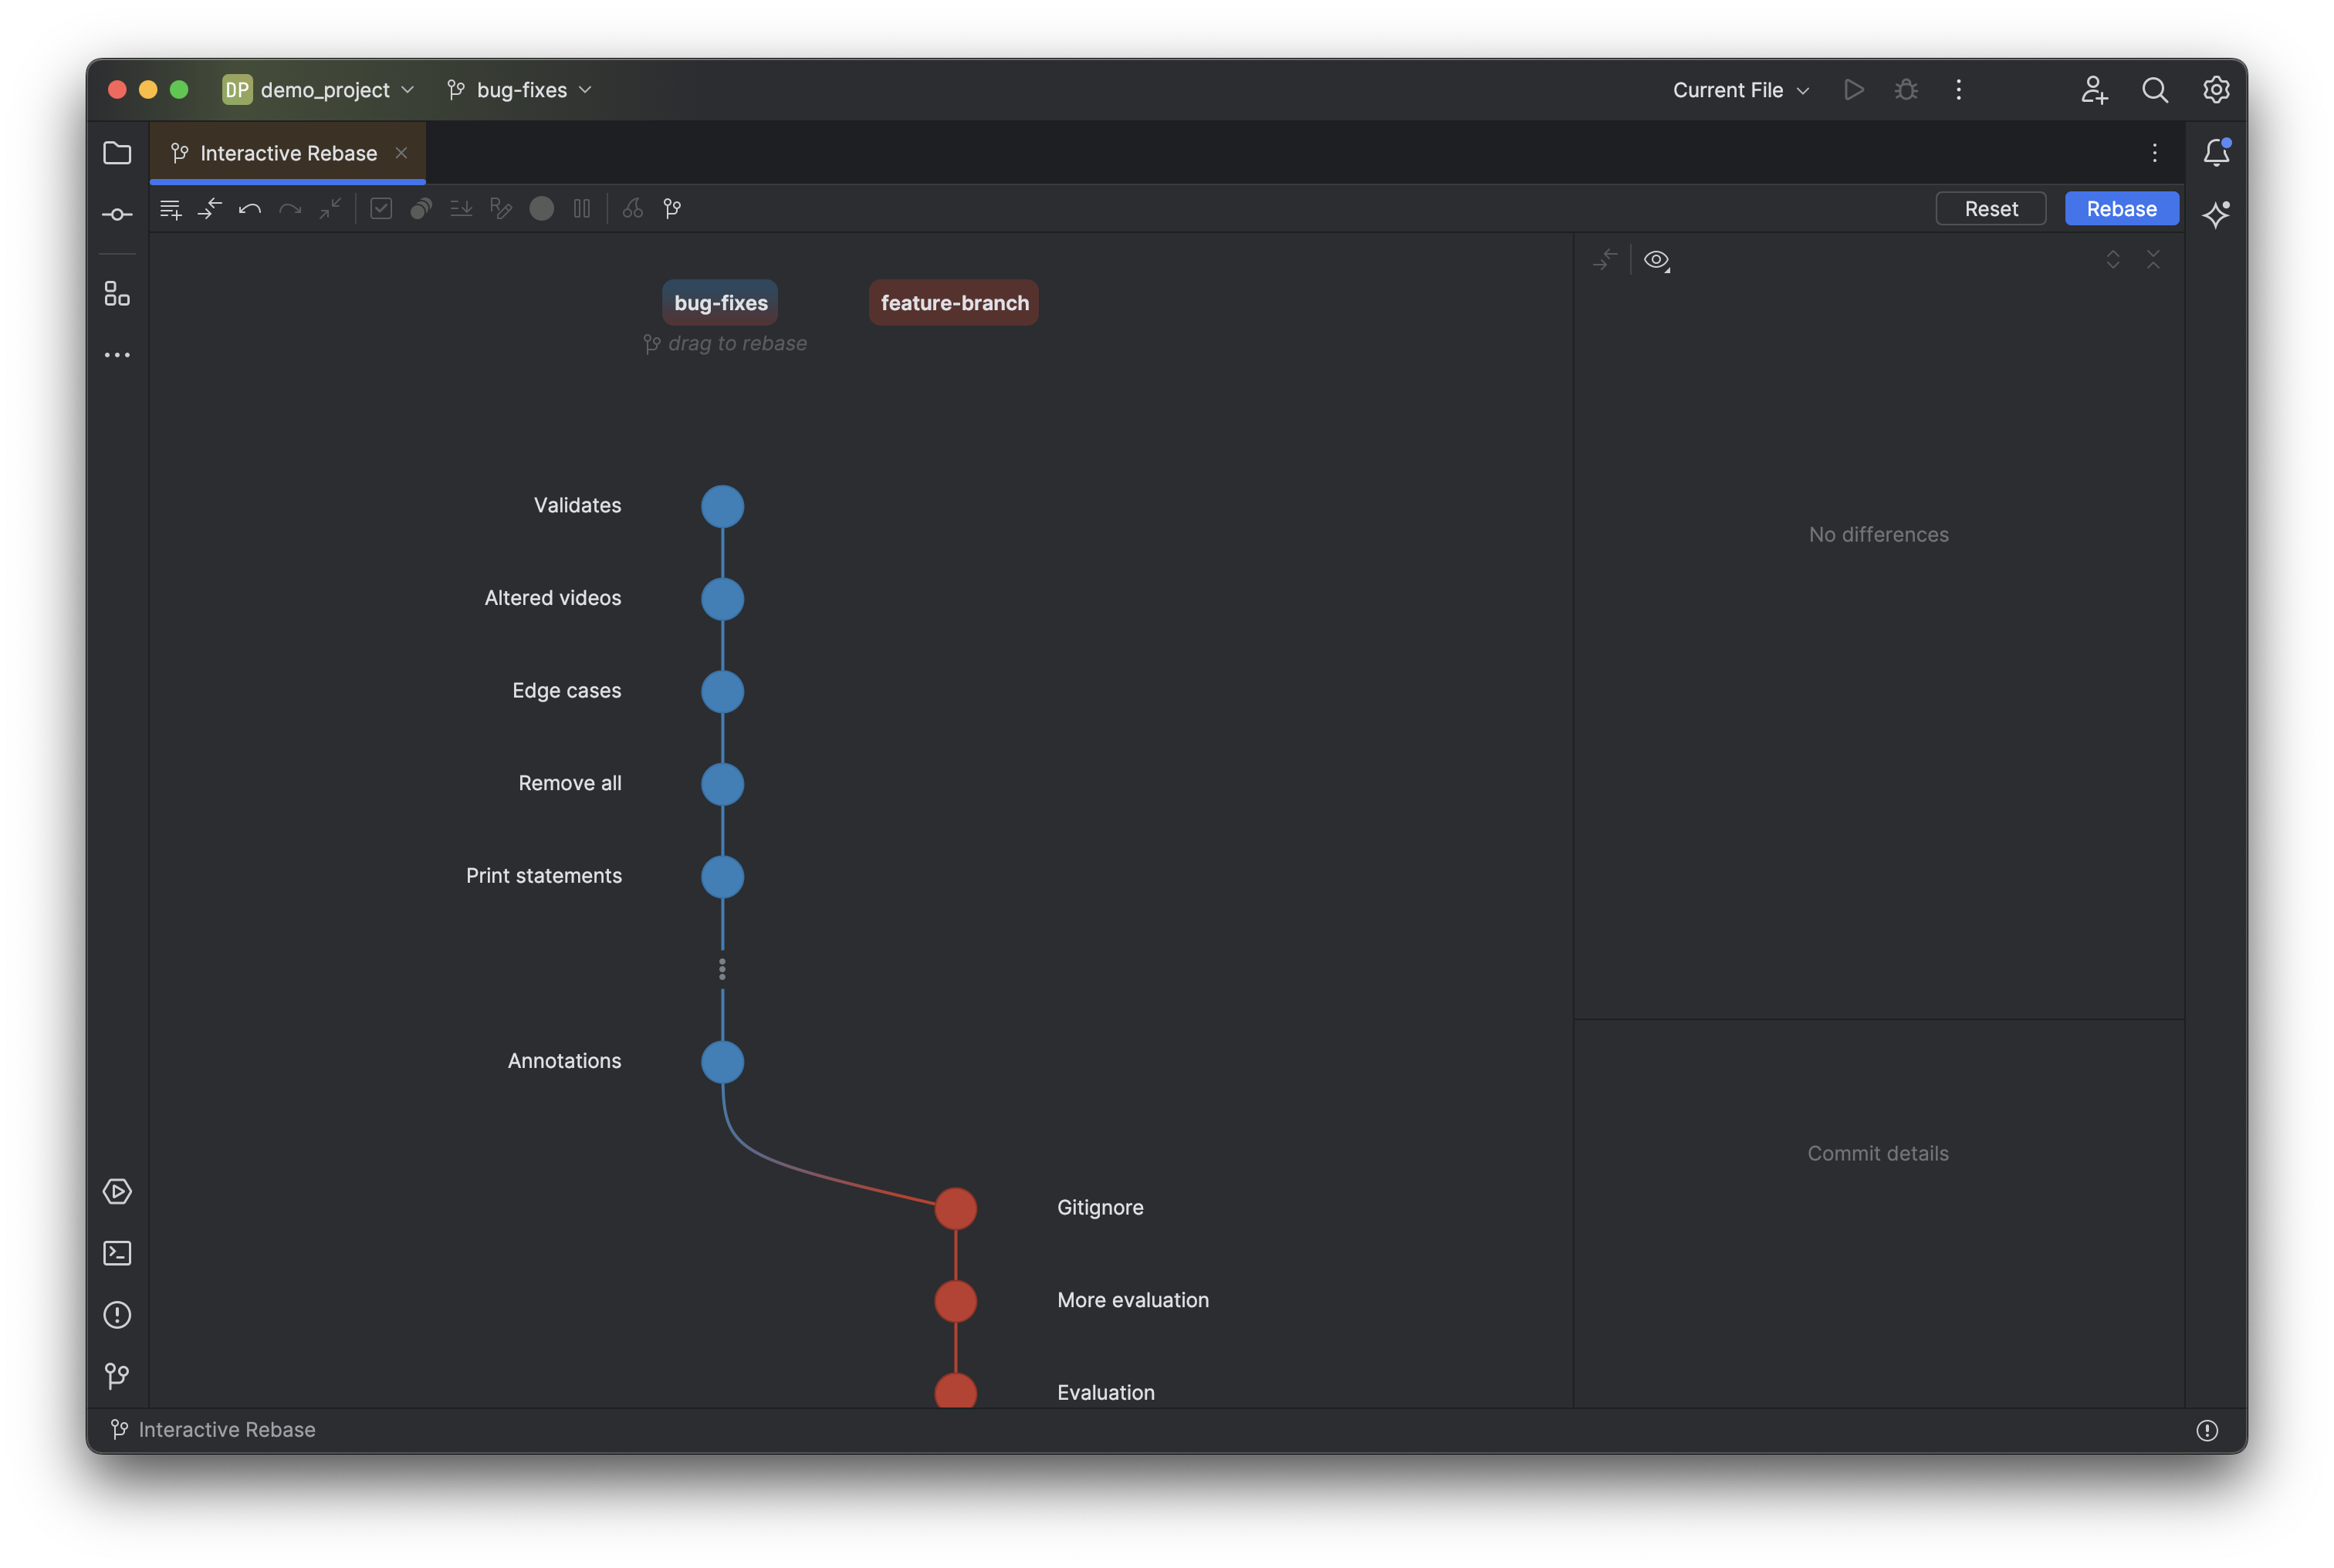 DP demo_project
bug-fixes
Current File
Interactive Rebase
Reset
Rebase
bug-fixes
feature-branch
drag to rebase
Validates
Altered videos
Edge cases
Remove all
Print statements
Annotations
Gitignore
More evaluation
Evaluation
No differences
Commit details
Interactive Rebase